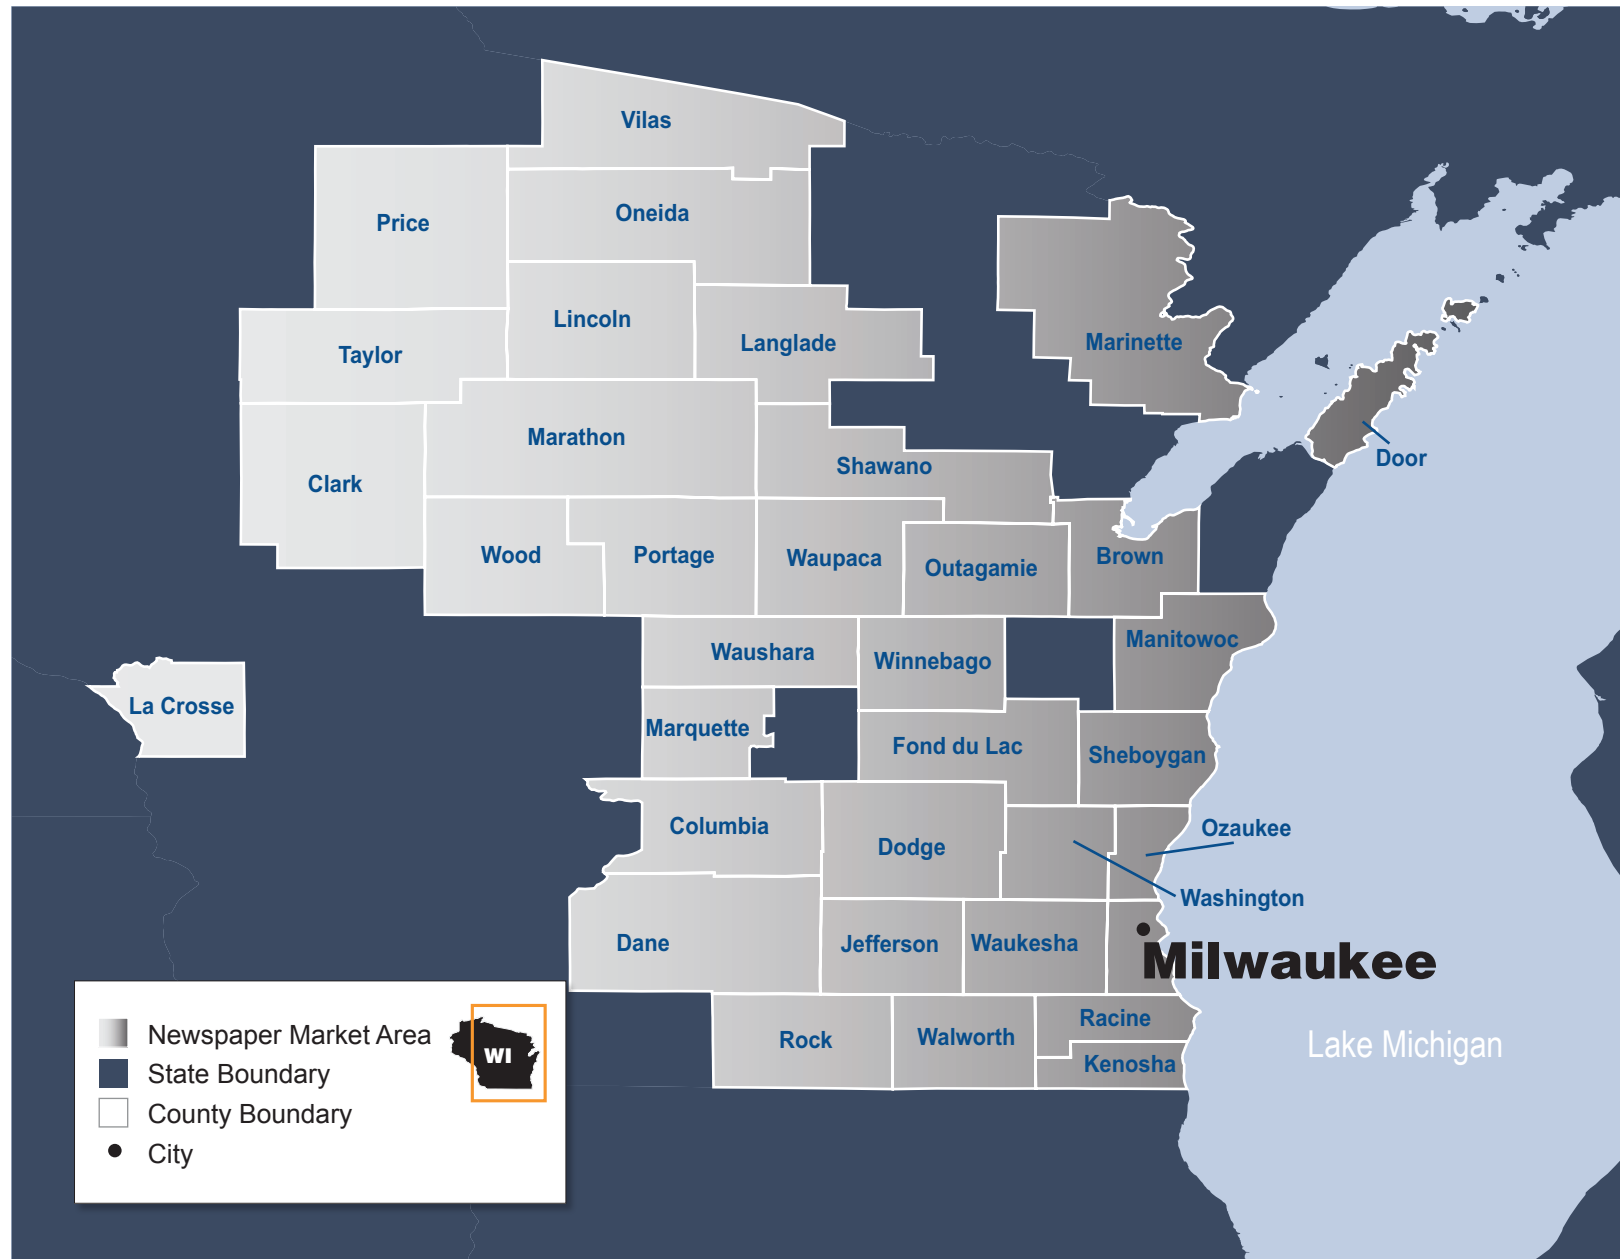 Vilas
Price
Oneida
Lincoln
Taylor
Langlade
Marinette
Marathon
Shawano
Door
Clark
Wood
Portage
Waupaca
Outagamie
Brown
Manitowoc
Waushara
Winnebago
La Crosse
Marquette
Fond du Lac
Sheboygan
Columbia
Dodge
Ozaukee
Washington
Dane
Jefferson
Waukesha
Milwaukee
Rock
Walworth
Racine
Kenosha
Lake Michigan
Newspaper Market Area
WI
State Boundary
County Boundary
City